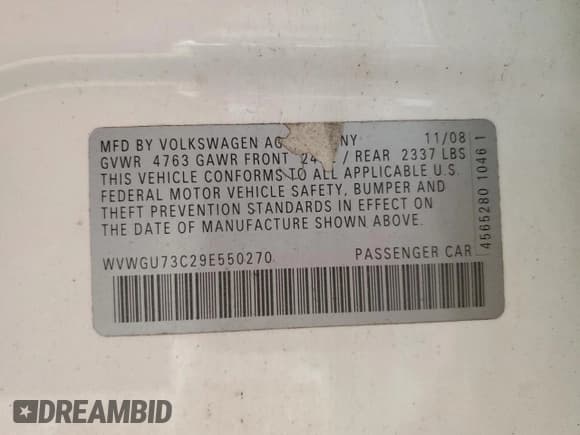 MFD BY VOLKSWAGEN AG NY 11/08
GVWR 4763 GAWR FRONT 24 / REAR 2337 LBS
THIS VEHICLE CONFORMS TO ALL APPLICABLE U.S.
FEDERAL MOTOR VEHICLE SAFETY, BUMPER AND
THEFT PREVENTION STANDARDS IN EFFECT ON
THE DATE OF MANUFACTURE SHOWN ABOVE.
WVWGU73C29E550270 PASSENGER CAR
4565280 1046 1
DREAMBID